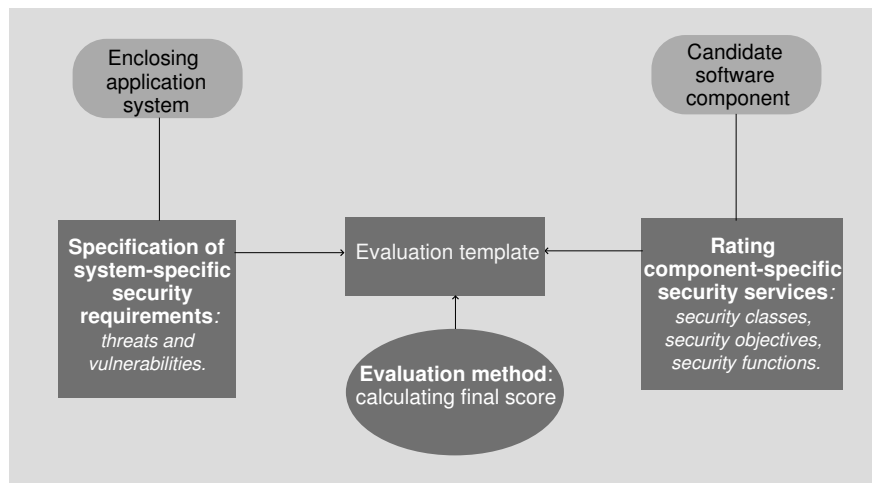 Enclosing
application
system
Candidate
software
component
Specification of
system-specific
security
requirements:
threats and
vulnerabilities.
Evaluation template
Rating
component-specific
security services:
security classes,
security objectives,
security functions.
Evaluation method:
calculating final score